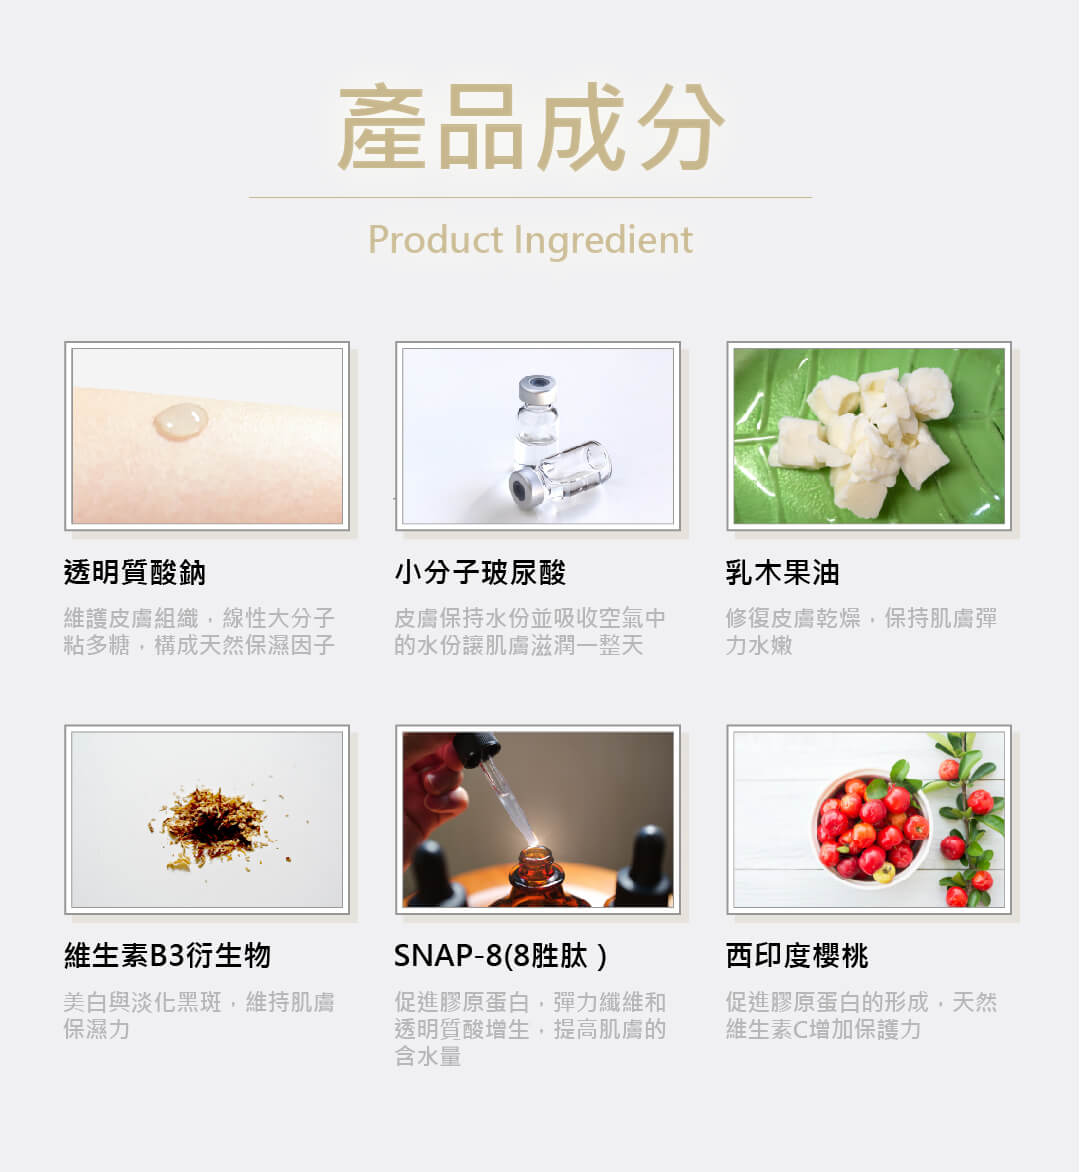 產品成分
Product Ingredient
透明質酸鈉
維護皮膚組織，線性大分子
粘多糖，構成天然保濕因子
小分子玻尿酸
皮膚保持水份並吸收空氣中
的水份讓肌膚滋潤一整天
乳木果油
修復皮膚乾燥，保持肌膚彈
力水嫩
維生素B3衍生物
美白與淡化黑斑，維持肌膚
保濕力
SNAP-8(8胜肽 )
促進膠原蛋白，彈力纖維和
透明質酸增生，提高肌膚的
含水量
西印度櫻桃
促進膠原蛋白的形成，天然
維生素C增加保護力